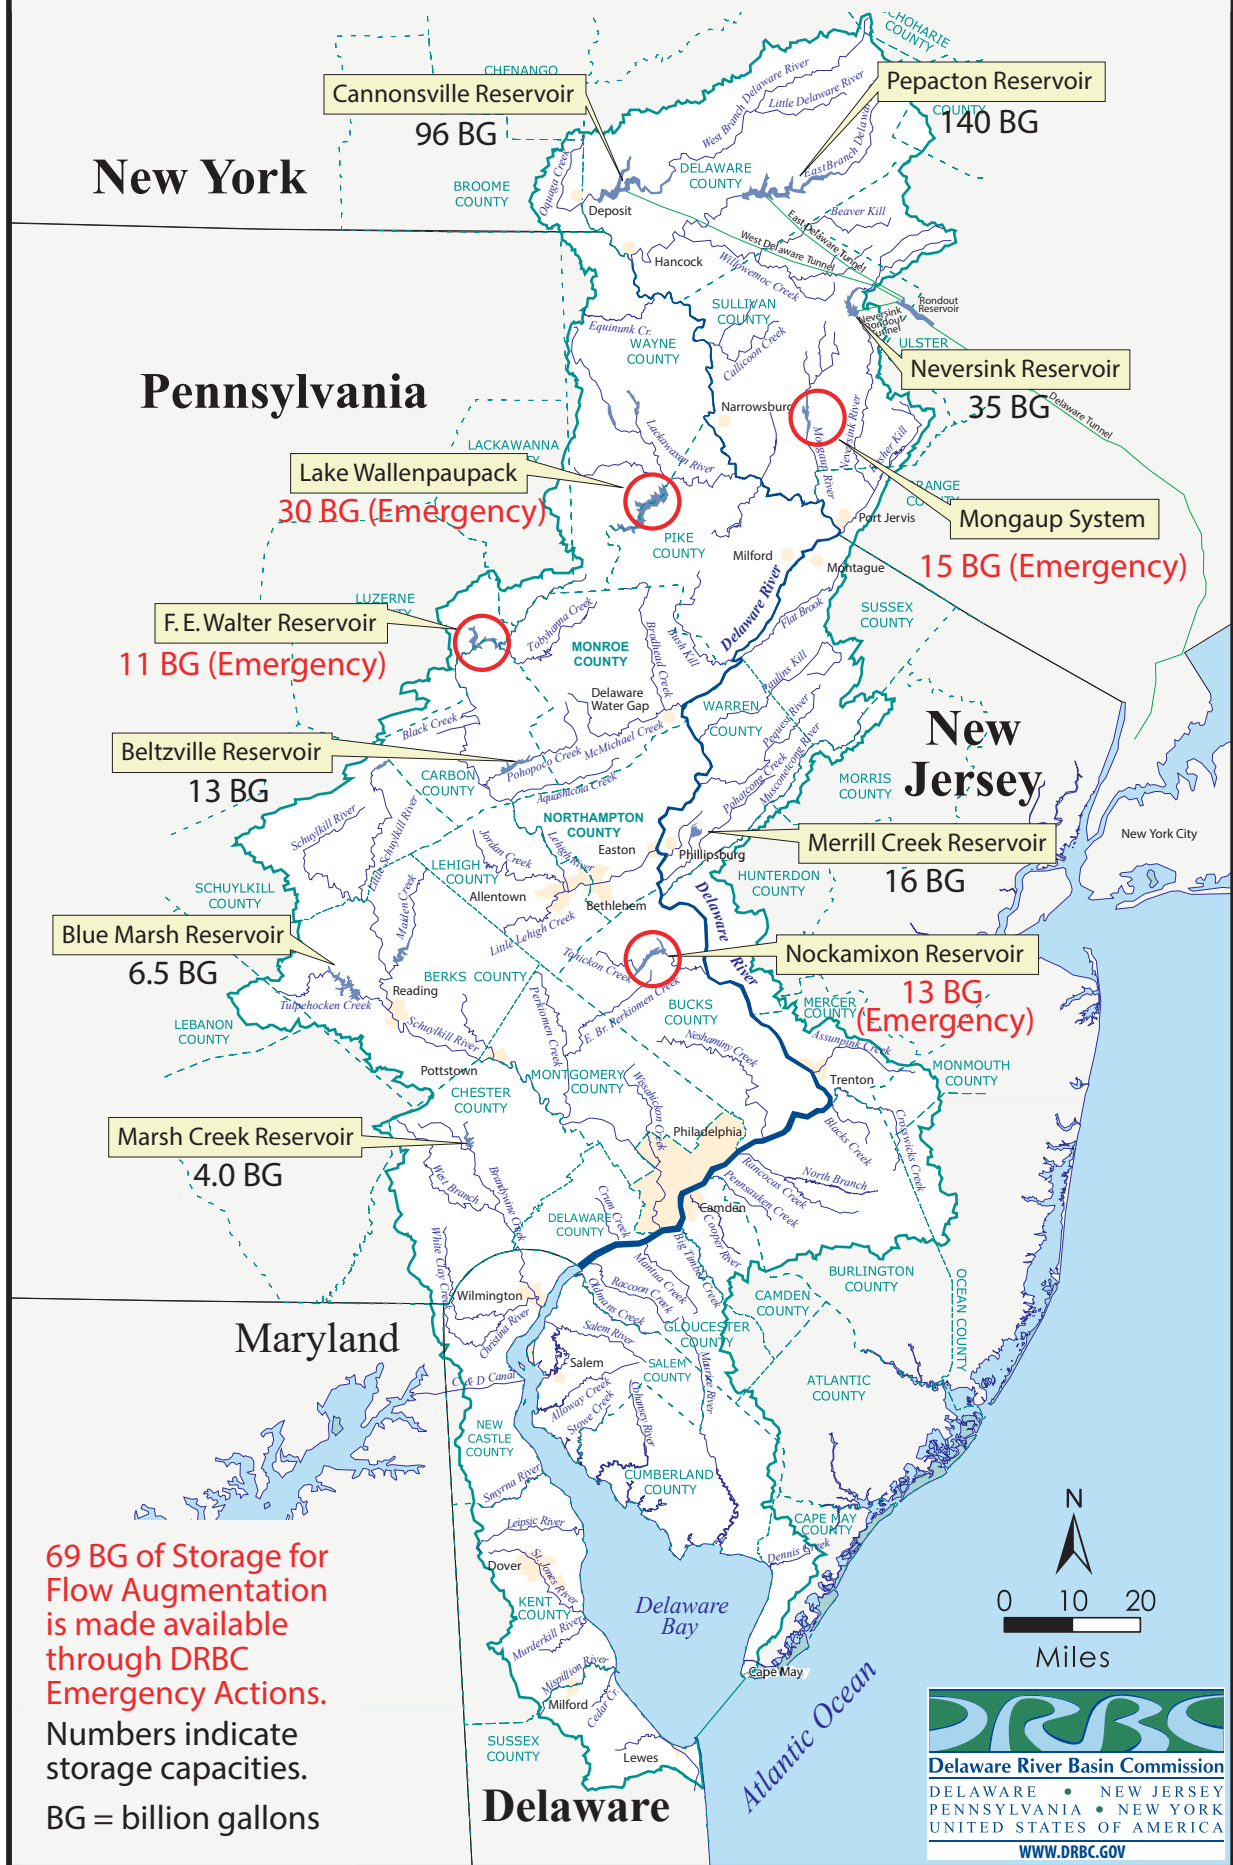 CHOHARIE
COUNTY
CHENANGO
Cannonsville Reservoir
96 BG
Pepacton Reservoir
COUNTY
140 BG
West Branch Delaware River
Little Delaware River
East Branch Delawa
New York
BROOME
COUNTY
Oquaga Creek
DELAWARE
COUNTY
Deposit
Beaver Kill
East Delaware Tunnel
West Delaware Tunnel
Hancock
Willowemoc Creek
SULLIVAN
COUNTY
Rondout
Reservoir
Neversink
Rondout
Tunnel
ULSTER
Equinunk Cr.
WAYNE
COUNTY
Callicoon Creek
Neversink Reservoir
35 BG
Delaware Tunnel
Pennsylvania
Narrowsburg
Mongaup River
Neversink River
Basher Kill
LACKAWANNA
Lackawaxen River
Lake Wallenpaupack
30 BG (Emergency)
RANGE
Mongaup System
15 BG (Emergency)
Port Jervis
PIKE
COUNTY
Milford
Montague
Delaware River
Flat Brook
SUSSEX
COUNTY
LUZERNE
F. E. Walter Reservoir
11 BG (Emergency)
Tobyhanna Creek
MONROE
COUNTY
Brodhead Creek
Bush Kill
Paulins Kill
Delaware
Water Gap
WARREN
COUNTY
Pequest River
New
Jersey
Black Creek
McMichael Creek
Pohopoco Creek
Beltzville Reservoir
13 BG
CARBON
COUNTY
Aquashicola Creek
Pohatcong Creek
Musconetcong River
MORRIS
COUNTY
Schuylkill River
Little Schuylkill River
NORTHAMPTON
COUNTY
Easton
Phillipsburg
Merrill Creek Reservoir
16 BG
New York City
Jordan Creek
Lehigh River
LEHIGH
COUNTY
Allentown
Bethlehem
HUNTERDON
COUNTY
SCHUYLKILL
COUNTY
Maiden Creek
Little Lehigh Creek
Delaware
River
Blue Marsh Reservoir
6.5 BG
Tohickon Creek
Nockamixon Reservoir
13 BG
(Emergency)
BERKS COUNTY
Reading
Tulpehocken Creek
Perkiomen Creek
E. Br. Perkiomen Creek
BUCKS
COUNTY
MERCER
COUNTY
LEBANON
COUNTY
Schuylkill River
Neshaminy Creek
Assunpink Creek
MONMOUTH
COUNTY
Pottstown
MONTGOMERY
COUNTY
Trenton
CHESTER
COUNTY
Wissahickon Creek
Marsh Creek Reservoir
4.0 BG
Philadelphia
Blacks Creek
Crosswicks Creek
West Branch
Brandywine Creek
Rancocas Creek
North Branch
Pennsauken Creek
Crum Creek
Camden
DELAWARE
COUNTY
Cooper River
Big Timber Creek
White Clay Creek
Mantua Creek
BURLINGTON
COUNTY
OCEAN COUNTY
Raccoon Creek
Oldmans Creek
CAMDEN
COUNTY
Wilmington
Maryland
Christina River
Salem River
GLOUCESTER
COUNTY
Salem
SALEM
COUNTY
Maurice River
C & D Canal
Alloway Creek
Stowe Creek
Cohansey River
ATLANTIC
COUNTY
NEW
CASTLE
COUNTY
CUMBERLAND
COUNTY
Smyrna River
Leipsic River
CAPE MAY
COUNTY
Dennis Creek
Dover
St. Jones River
KENT
COUNTY
Delaware
Bay
Murderkill River
Mispillion River
Cape May
Milford
Cedar Cr.
SUSSEX
COUNTY
Lewes
Delaware
Atlantic Ocean
69 BG of Storage for
Flow Augmentation
is made available
through DRBC
Emergency Actions.
Numbers indicate
storage capacities.
BG = billion gallons
N
0 10 20
Miles
DRBC
Delaware River Basin Commission
DELAWARE • NEW JERSEY
PENNSYLVANIA • NEW YORK
UNITED STATES OF AMERICA
WWW.DRBC.GOV